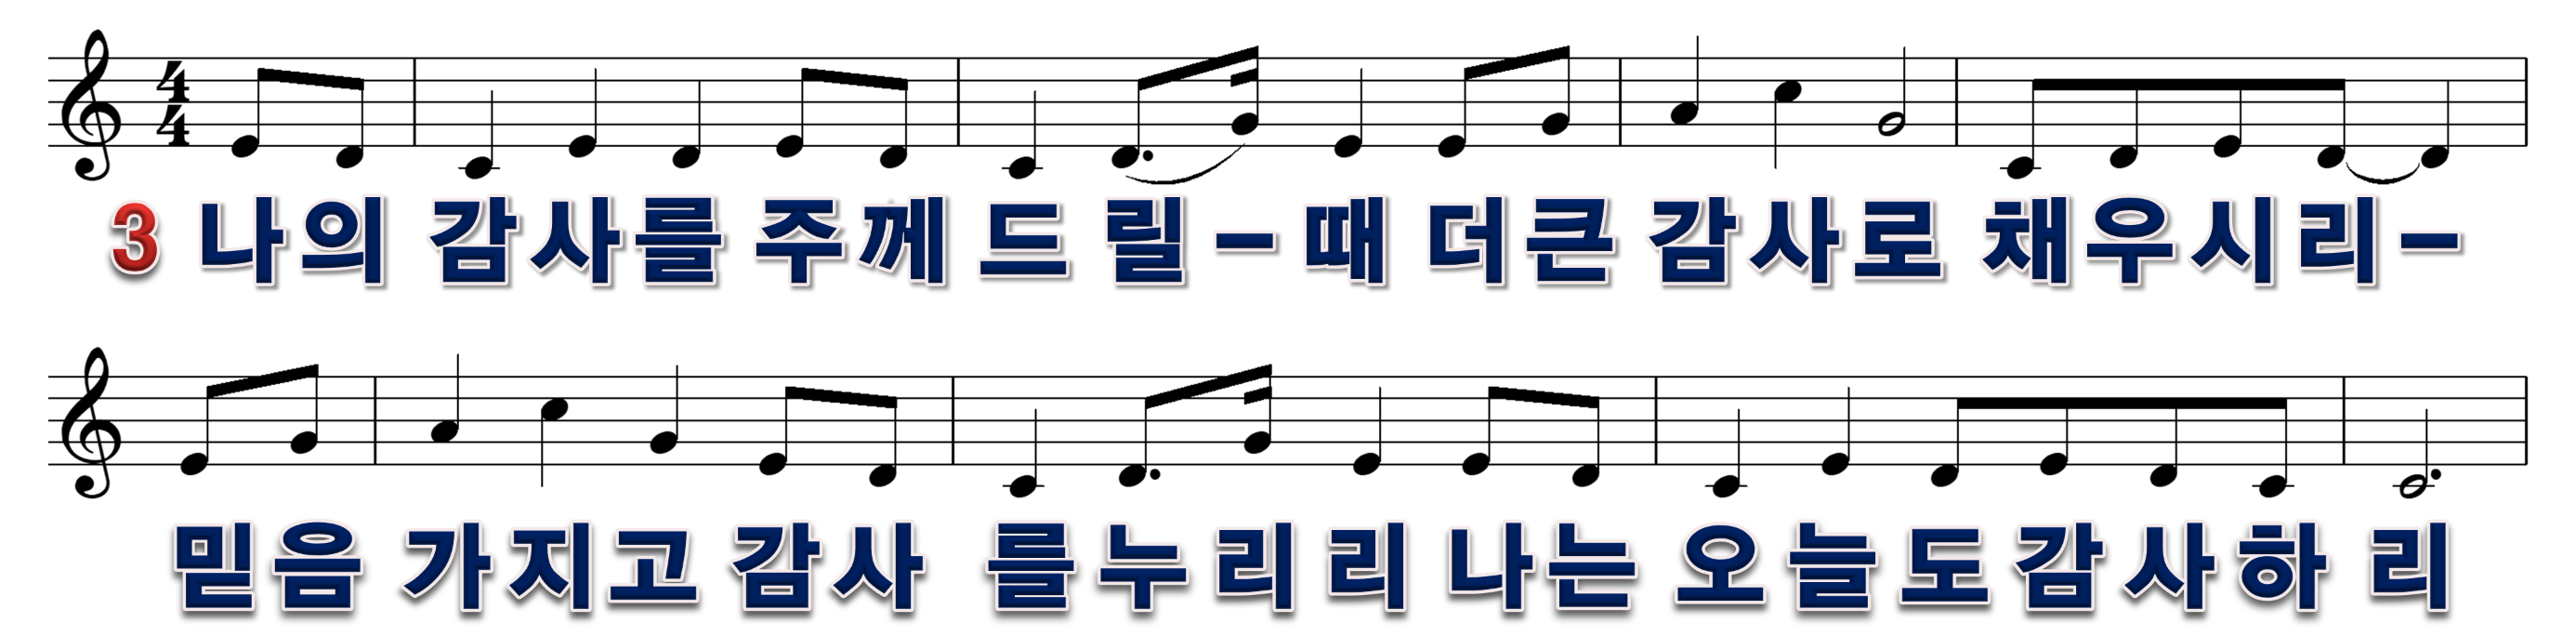 3 나의 감사를 주께 드릴-때 더큰 감사로 채우시리-
믿음 가지고 감사 를누리리 나는 오늘도감사하 리